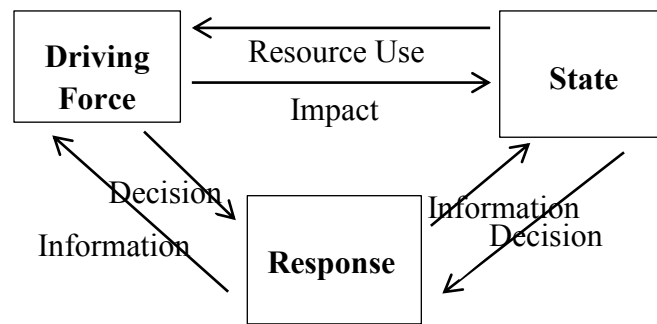 Driving
Force
Resource Use
State
Impact
Decision
Information
Information
Decision
Response